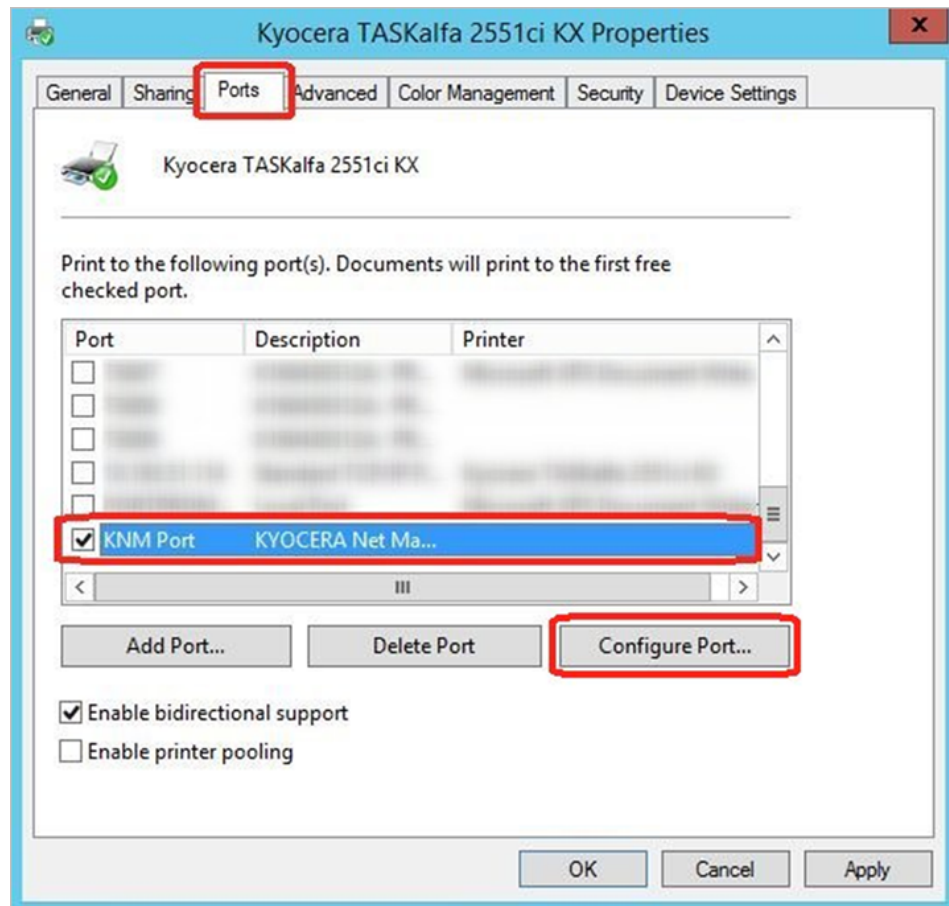 Kyocera TASKalfa 2551ci KX Properties
x
General Sharing Ports Advanced Color Management Security Device Settings
Kyocera TASKalfa 2551ci KX
Print to the following port(s). Documents will print to the first free
checked port.
Port Description Printer
KNM Port KYOCERA Net Ma...
Add Port... Delete Port Configure Port...
Enable bidirectional support
Enable printer pooling
OK Cancel Apply